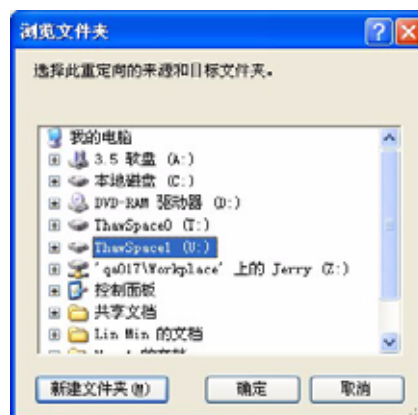 浏览文件夹
选择此重定向的来源和目标文件夹。
我的电脑
3.5 软盘 (A:)
本地磁盘 (C:)
DVD-RAM 驱动器 (D:)
ThawSpace0 (T:)
ThawSpace1 (U:)
'qa017\Workplace' 上的 Jerry (Z:)
控制面板
共享文档
Lin Min 的文档
新建文件夹(M)
确定
取消